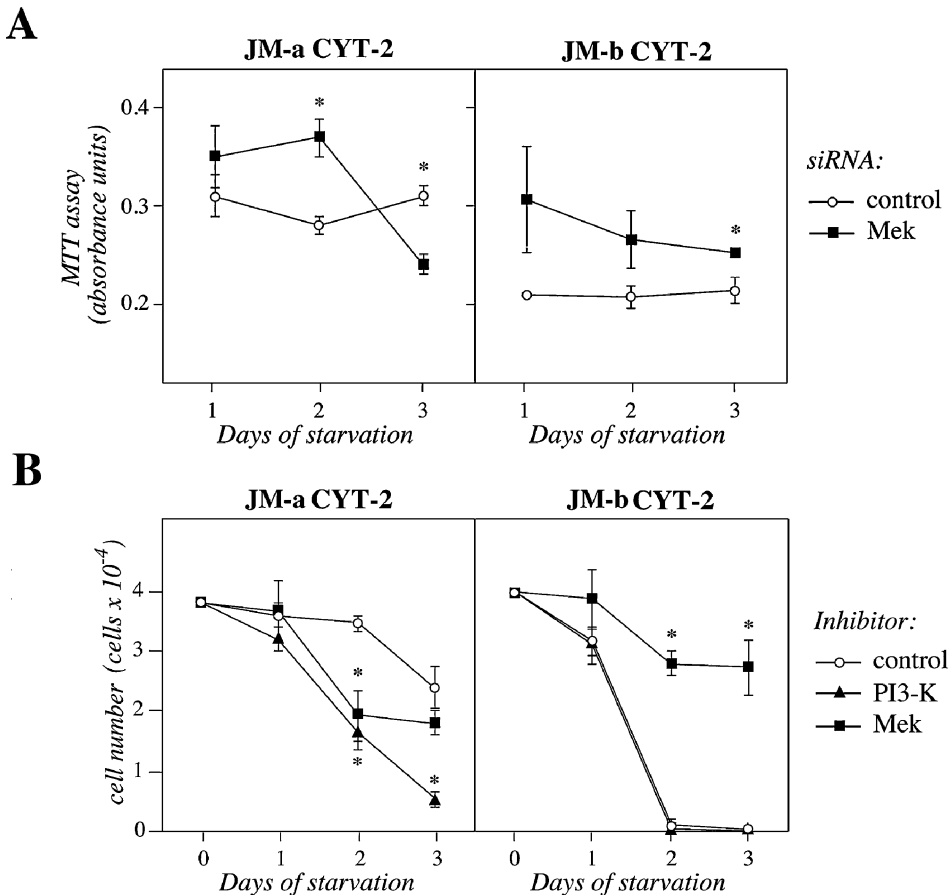 A
JM-a CYT-2
JM-b CYT-2
0.4
0.3
0.2
MTT assay
(absorbance units)
*
*
*
siRNA:
control
Mek
1 2 3
1 2 3
Days of starvation
Days of starvation
B
JM-a CYT-2
JM-b CYT-2
4
3
2
1
0
cell number (cells x 10-4)
*
*
*
*
*
Inhibitor:
control
PI3-K
Mek
0 1 2 3
0 1 2 3
Days of starvation
Days of starvation